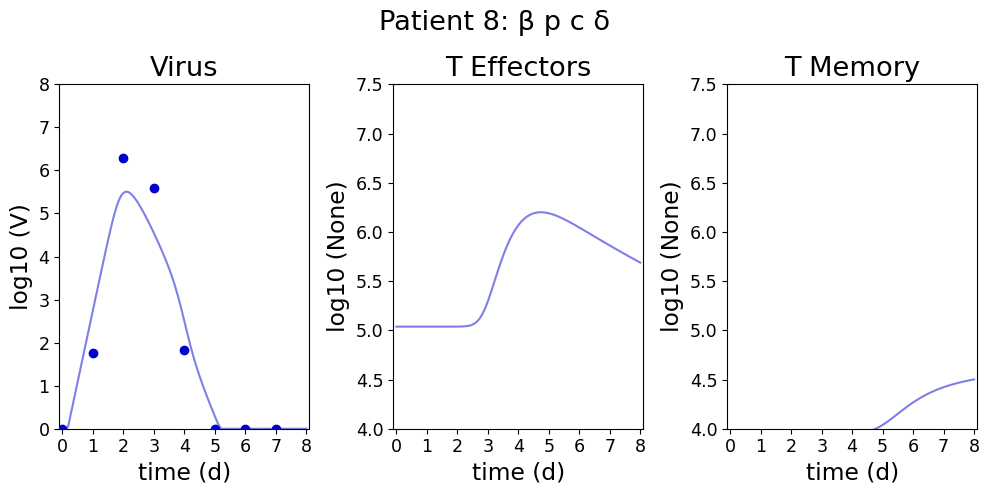 Patient 8: β p c δ
Virus
T Effectors
T Memory
log10 (V)
8
7
6
5
4
3
2
1
0
0 1 2 3 4 5 6 7 8
time (d)
log10 (None)
7.5
7.0
6.5
6.0
5.5
5.0
4.5
4.0
0 1 2 3 4 5 6 7 8
time (d)
log10 (None)
7.5
7.0
6.5
6.0
5.5
5.0
4.5
4.0
0 1 2 3 4 5 6 7 8
time (d)